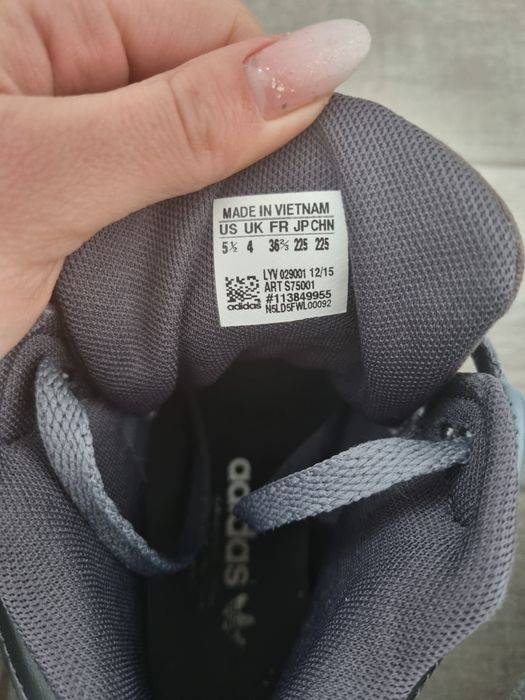 MADE IN VIETNAM
US UK FR JP CHN
5½ 4 36⅔ 225 225
LYV 029001 12/15
ART S75001
#113849955
adidas N5LD5FWL00092
adidas